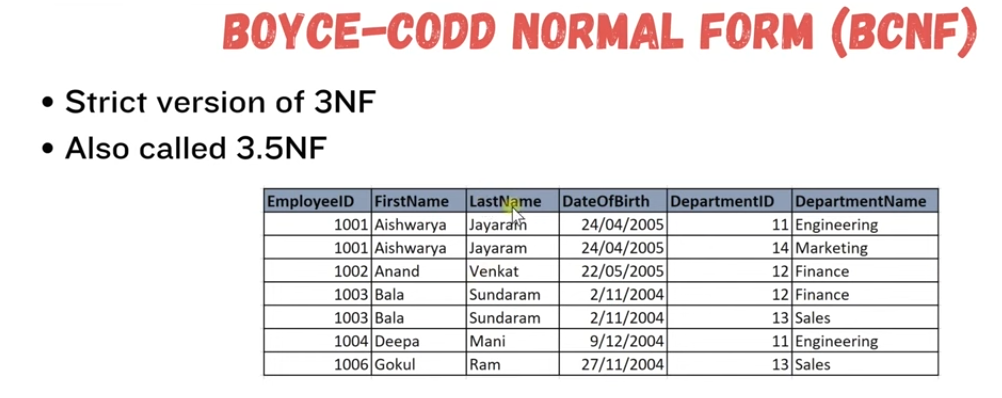 BOYCE-CODD NORMAL FORM (BCNF)
• Strict version of 3NF
• Also called 3.5NF
EmployeeID FirstName LastName DateOfBirth DepartmentID DepartmentName
1001 Aishwarya Jayaram 24/04/2005 11 Engineering
1001 Aishwarya Jayaram 24/04/2005 14 Marketing
1002 Anand Venkat 22/05/2005 12 Finance
1003 Bala Sundaram 2/11/2004 12 Finance
1003 Bala Sundaram 2/11/2004 13 Sales
1004 Deepa Mani 9/12/2004 11 Engineering
1006 Gokul Ram 27/11/2004 13 Sales